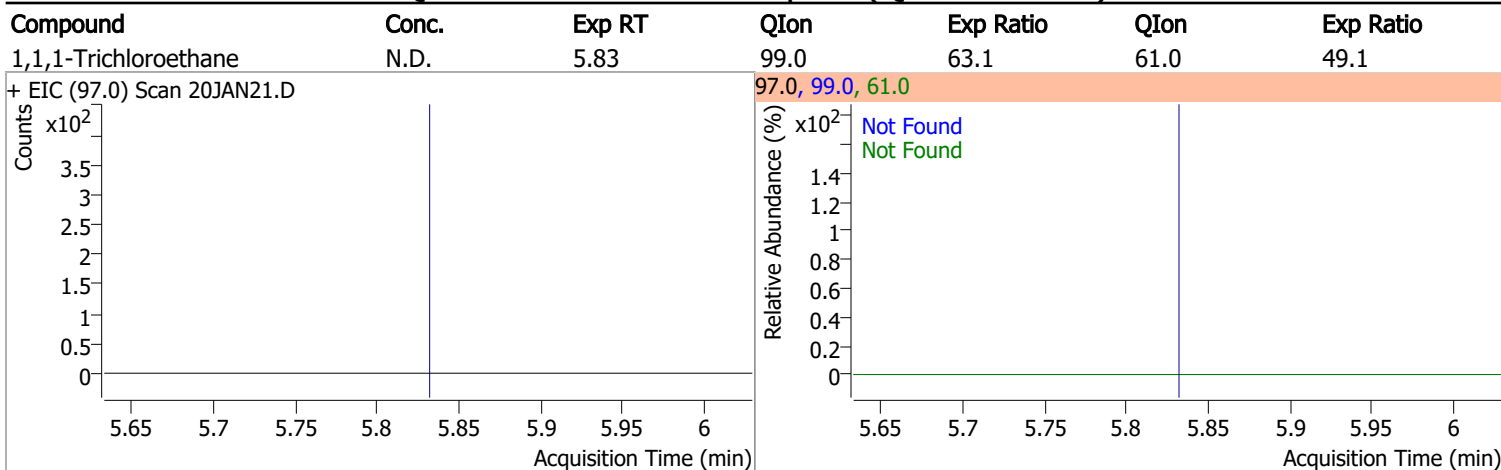 Compound Conc. Exp RT QIon Exp Ratio QIon Exp Ratio
1,1,1-Trichloroethane N.D. 5.83 99.0 63.1 61.0 49.1
+ EIC (97.0) Scan 20JAN21.D
Counts
x10²
3.5
3
2.5
2
1.5
1
0.5
0
5.65 5.7 5.75 5.8 5.85 5.9 5.95 6
Acquisition Time (min)
97.0, 99.0, 61.0
Relative Abundance (%)
x10²
Not Found
Not Found
1.4
1.2
1
0.8
0.6
0.4
0.2
0
5.65 5.7 5.75 5.8 5.85 5.9 5.95 6
Acquisition Time (min)